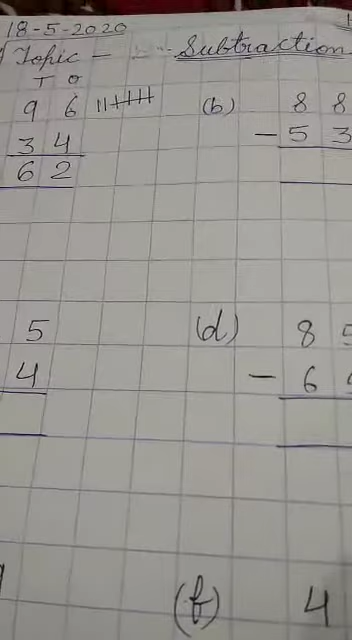 18-5-2020
Topic - :- Subtraction
T O
9 6 (b) 8 8
3 4 - 5 3
6 2
5 (d) 8 5
4 - 6
(f) 4